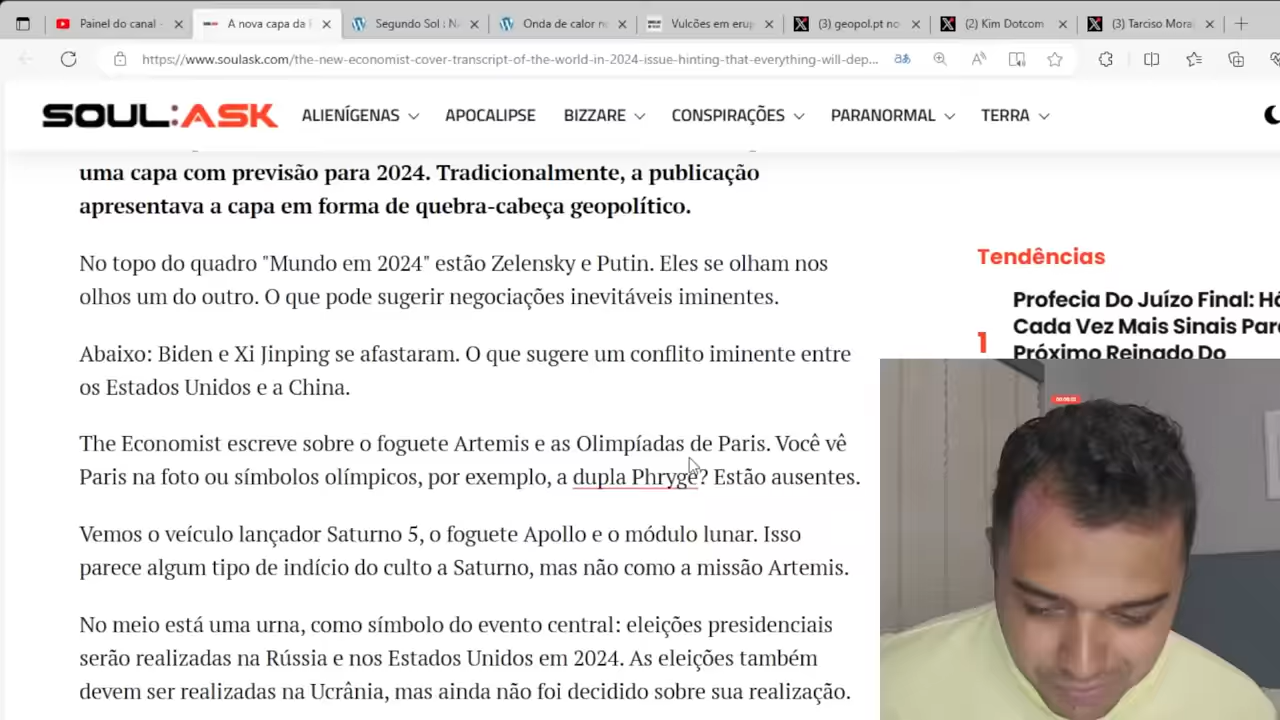 Painel do canal -
A nova capa da
Segundo Sol : N
Onda de calor n
Vulcões em eru
(3) geopol.pt no
(2) Kim Dotcom
(3) Tarciso Mora
https://www.soulask.com/the-new-economist-cover-transcript-of-the-world-in-2024-issue-hinting-that-everything-will-dep...
SOUL:ASK
ALIENÍGENAS
APOCALIPSE
BIZZARE
CONSPIRAÇÕES
PARANORMAL
TERRA
uma capa com previsão para 2024. Tradicionalmente, a publicação
apresentava a capa em forma de quebra-cabeça geopolítico.
No topo do quadro "Mundo em 2024" estão Zelensky e Putin. Eles se olham nos
olhos um do outro. O que pode sugerir negociações inevitáveis iminentes.
Abaixo: Biden e Xi Jinping se afastaram. O que sugere um conflito iminente entre
os Estados Unidos e a China.
The Economist escreve sobre o foguete Artemis e as Olimpíadas de Paris. Você vê
Paris na foto ou símbolos olímpicos, por exemplo, a dupla Phryge? Estão ausentes.
Vemos o veículo lançador Saturno 5, o foguete Apollo e o módulo lunar. Isso
parece algum tipo de indício do culto a Saturno, mas não como a missão Artemis.
No meio está uma urna, como símbolo do evento central: eleições presidenciais
serão realizadas na Rússia e nos Estados Unidos em 2024. As eleições também
devem ser realizadas na Ucrânia, mas ainda não foi decidido sobre sua realização.
Tendências
1
Profecia Do Juízo Final: Há
Cada Vez Mais Sinais Para
Próximo Reinado Do